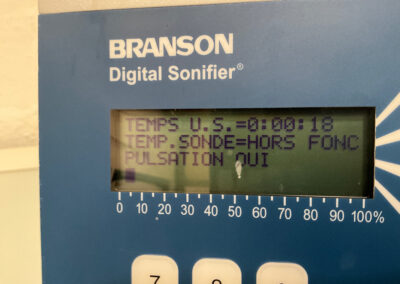 BRANSON
Digital Sonifier®
TEMPS U.S.=0:00:18
TEMP.SONDE=HORS FONC
PULSATION OUI
0 10 20 30 40 50 60 70 80 90 100%
7